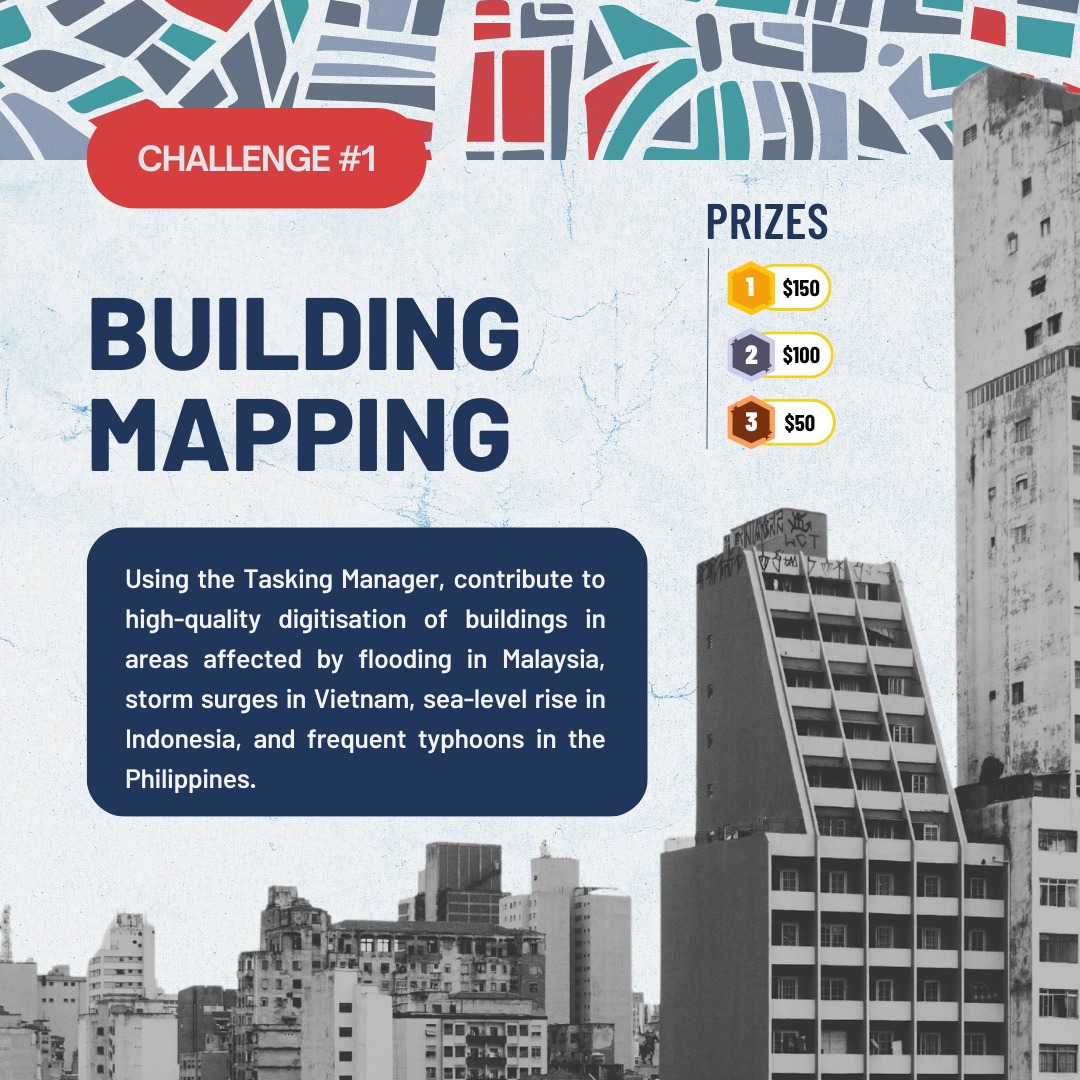 CHALLENGE #1
BUILDING
MAPPING
PRIZES
1 $150
2 $100
3 $50
Using the Tasking Manager, contribute to
high-quality digitisation of buildings in
areas affected by flooding in Malaysia,
storm surges in Vietnam, sea-level rise in
Indonesia, and frequent typhoons in the
Philippines.